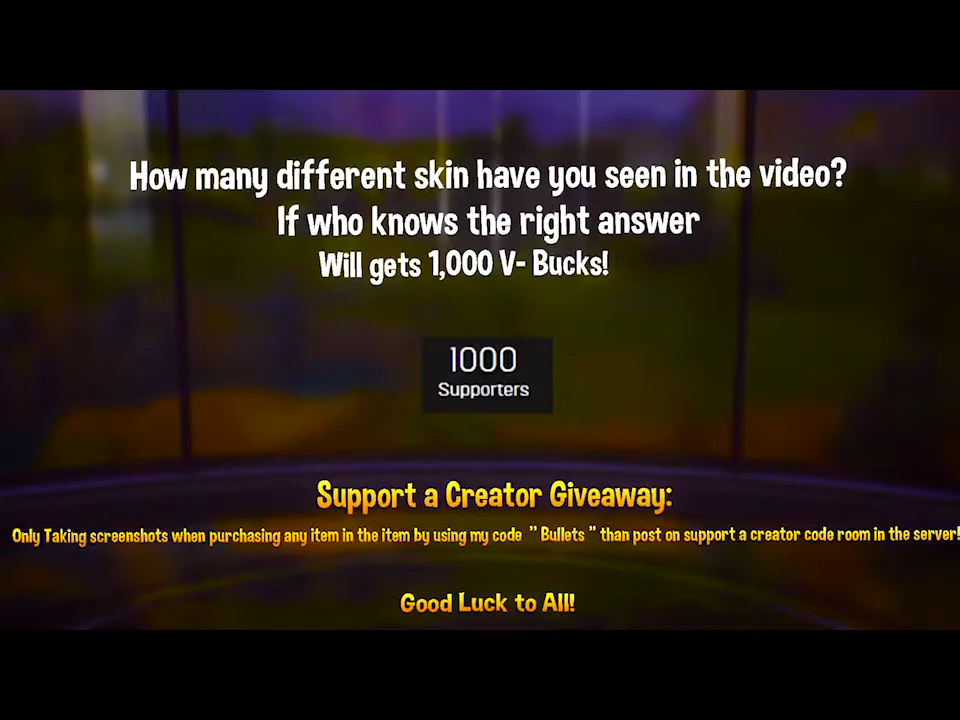 How many different skin have you seen in the video?
If who knows the right answer
Will gets 1,000 V- Bucks!
1000
Supporters
Support a Creator Giveaway:
Only Taking screenshots when purchasing any item in the item by using my code " Bullets " than post on support a creator code room in the server!
Good Luck to All!